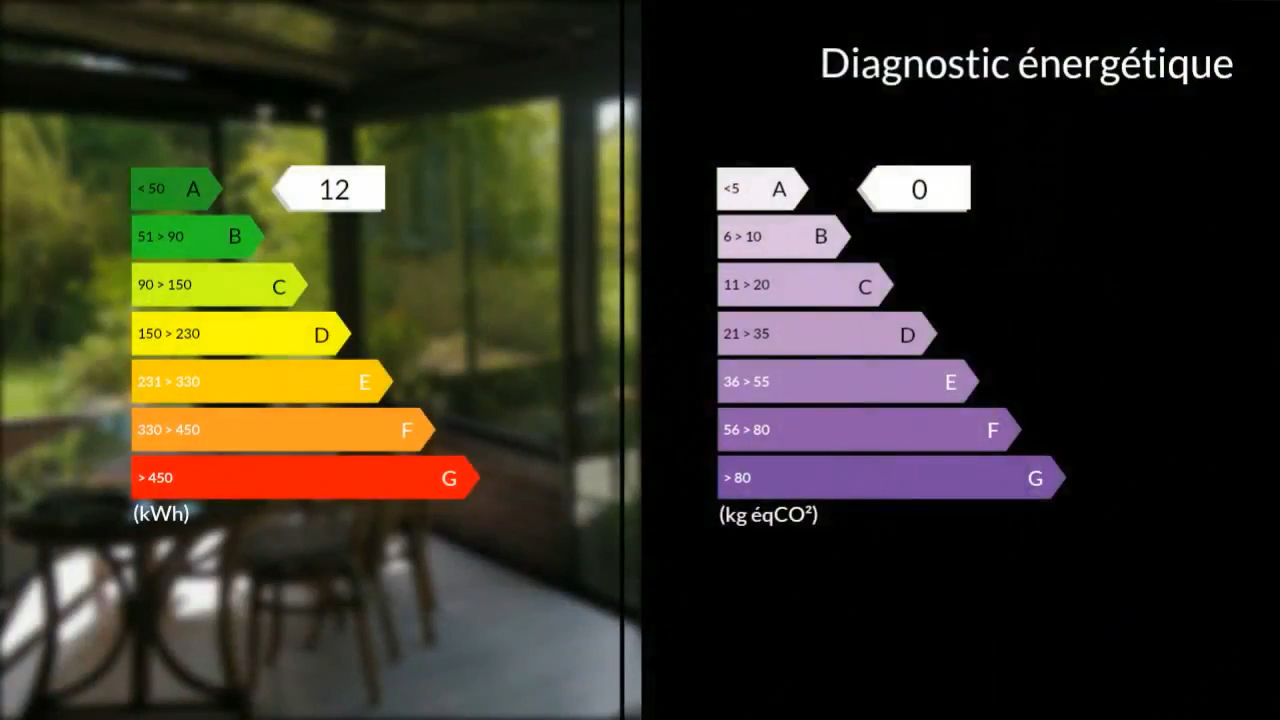 Diagnostic énergétique
< 50 A 12
51 > 90 B
90 > 150 C
150 > 230 D
231 > 330 E
330 > 450 F
> 450 G
(kWh)
<5 A 0
6 > 10 B
11 > 20 C
21 > 35 D
36 > 55 E
56 > 80 F
> 80 G
(kg éqCO²)